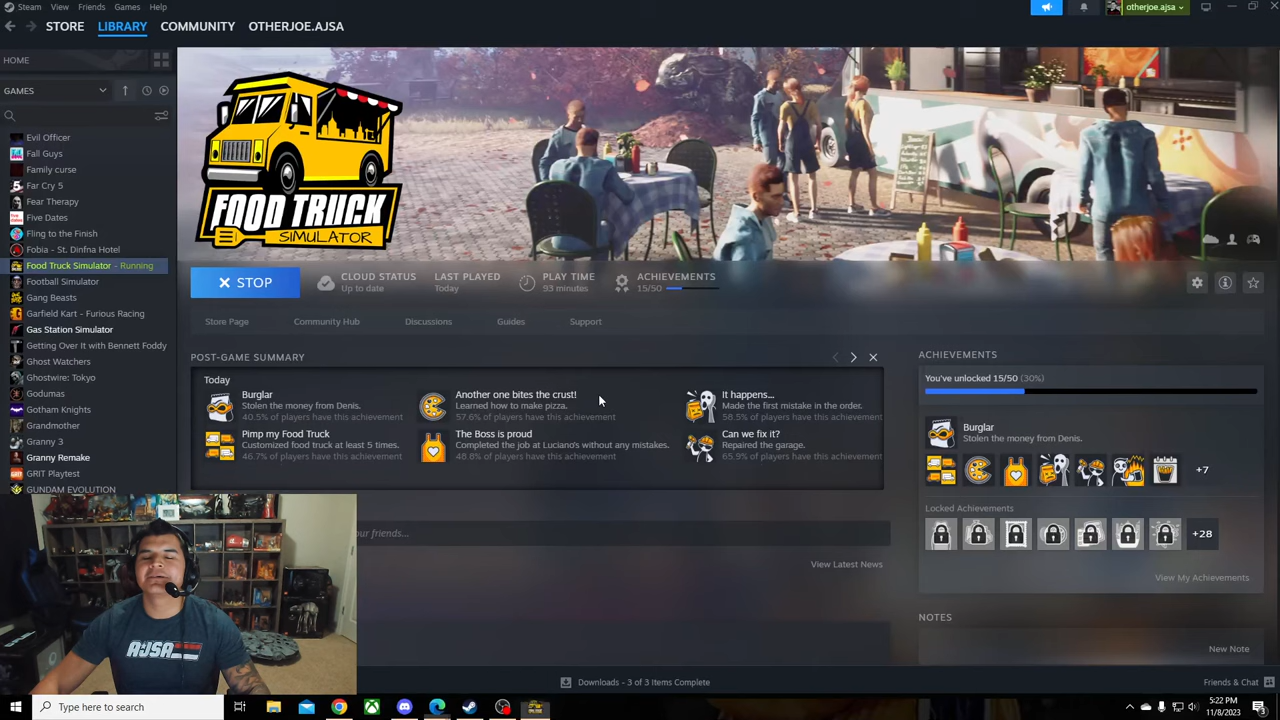 Steam View Friends Games Help
otherjoe.ajsa
STORE LIBRARY COMMUNITY OTHERJOE.AJSA
HOME
GAMES
Evil Officer
Fall Guys
Family curse
Far Cry 5
Fear Therapy
Five Dates
Fling to the Finish
Fobia - St. Dinfna Hotel
Food Truck Simulator - Running
Football Simulator
Gang Beasts
Garfield Kart - Furious Racing
Gas Station Simulator
Getting Over It with Bennett Foddy
Ghost Watchers
Ghostwire: Tokyo
Godumas
Gotham Knights
Grandmother
Granny 3
Granny Remake
GRIT Playtest
GUNDAM EVOLUTION
FOOD TRUCK
SIMULATOR
STOP
CLOUD STATUS
Up to date
LAST PLAYED
Today
PLAY TIME
93 minutes
ACHIEVEMENTS
15/50
Store Page Community Hub Discussions Guides Support
POST-GAME SUMMARY
Today
Burglar
Stolen the money from Denis.
40.5% of players have this achievement
Another one bites the crust!
Learned how to make pizza.
57.6% of players have this achievement
It happens...
Made the first mistake in the order.
58.5% of players have this achievement
Pimp my Food Truck
Customized food truck at least 5 times.
46.7% of players have this achievement
The Boss is proud
Completed the job at Luciano's without any mistakes.
48.8% of players have this achievement
Can we fix it?
Repaired the garage.
65.9% of players have this achievement
our friends...
View Latest News
ACHIEVEMENTS
You've unlocked 15/50 (30%)
Burglar
Stolen the money from Denis.
+7
Locked Achievements
+28
View My Achievements
NOTES
New Note
AJSA
Downloads - 3 of 3 Items Complete
Friends & Chat
Type here to search
5:22 PM
11/8/2023